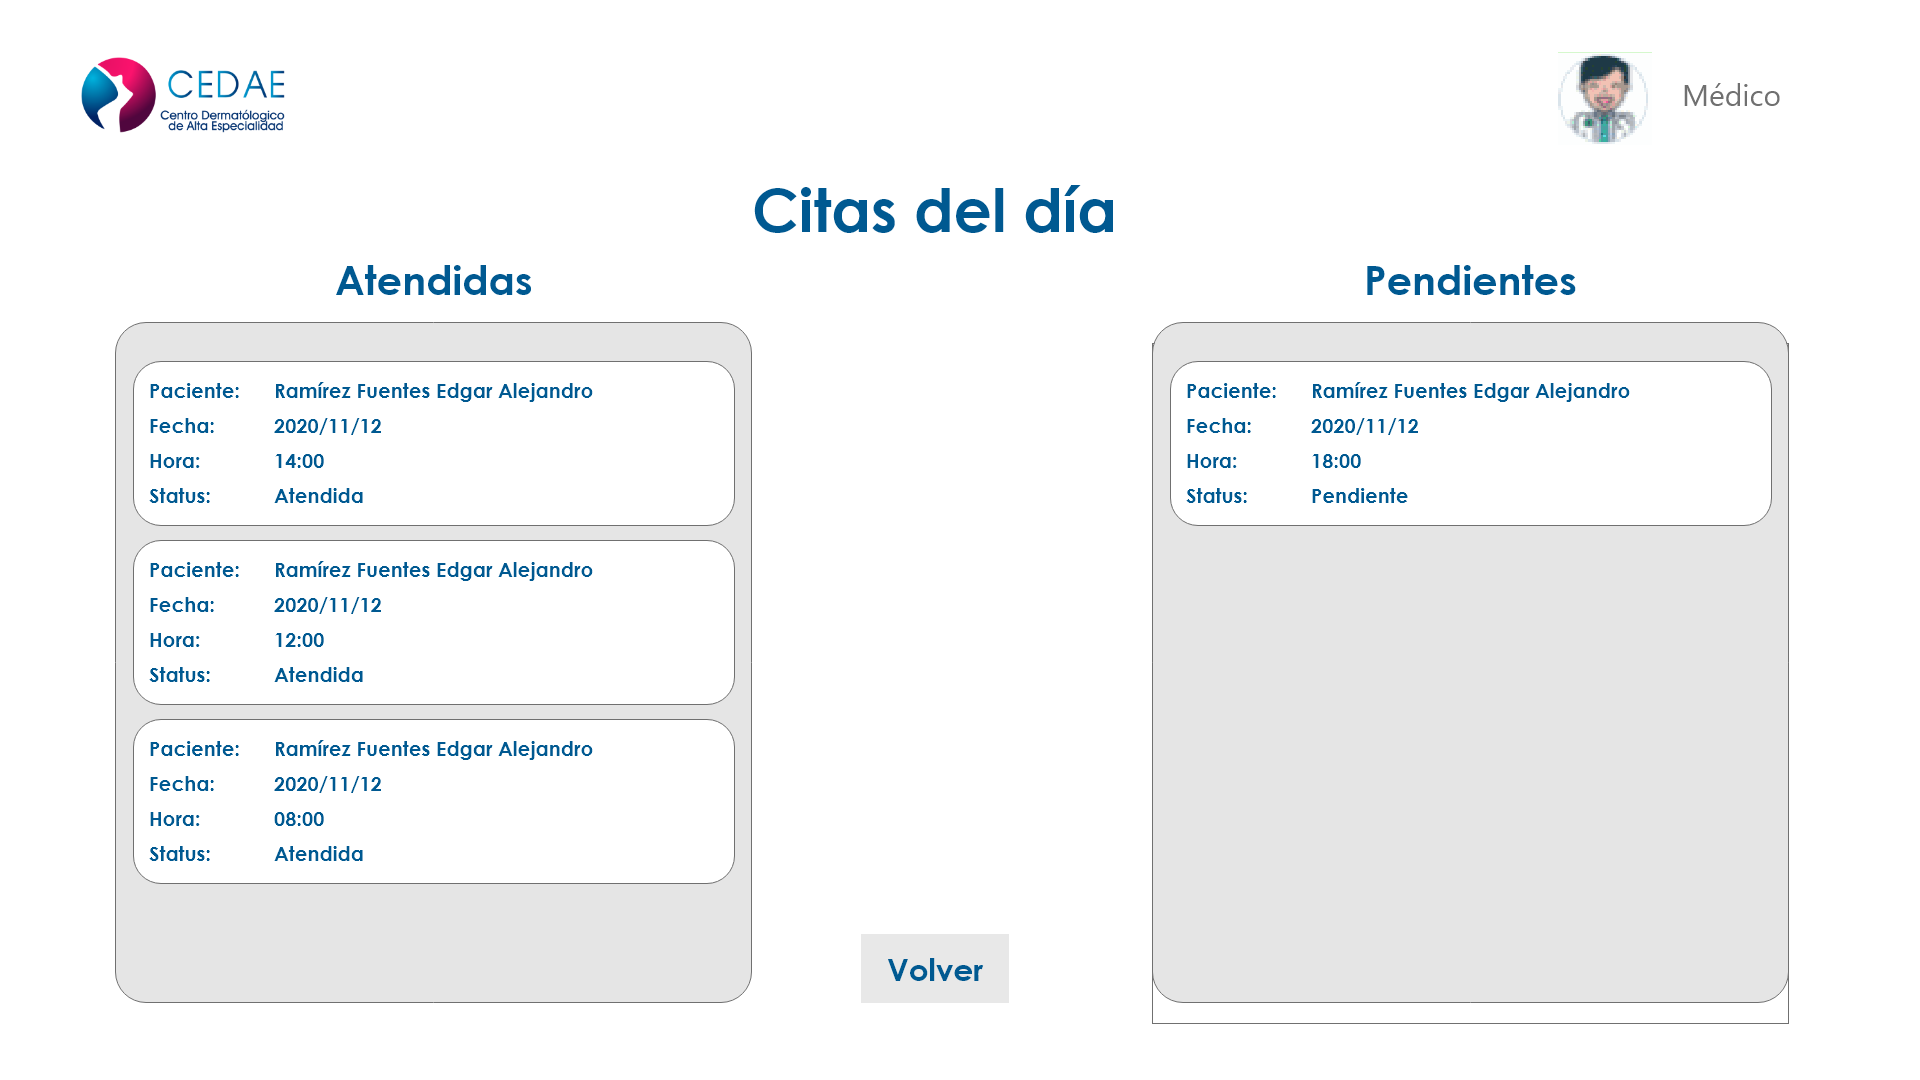 CEDAE
Centro Dermatológico
de Alta Especialidad
Médico
Citas del día
Atendidas
Paciente: Ramírez Fuentes Edgar Alejandro
Fecha: 2020/11/12
Hora: 14:00
Status: Atendida
Paciente: Ramírez Fuentes Edgar Alejandro
Fecha: 2020/11/12
Hora: 12:00
Status: Atendida
Paciente: Ramírez Fuentes Edgar Alejandro
Fecha: 2020/11/12
Hora: 08:00
Status: Atendida
Pendientes
Paciente: Ramírez Fuentes Edgar Alejandro
Fecha: 2020/11/12
Hora: 18:00
Status: Pendiente
Volver